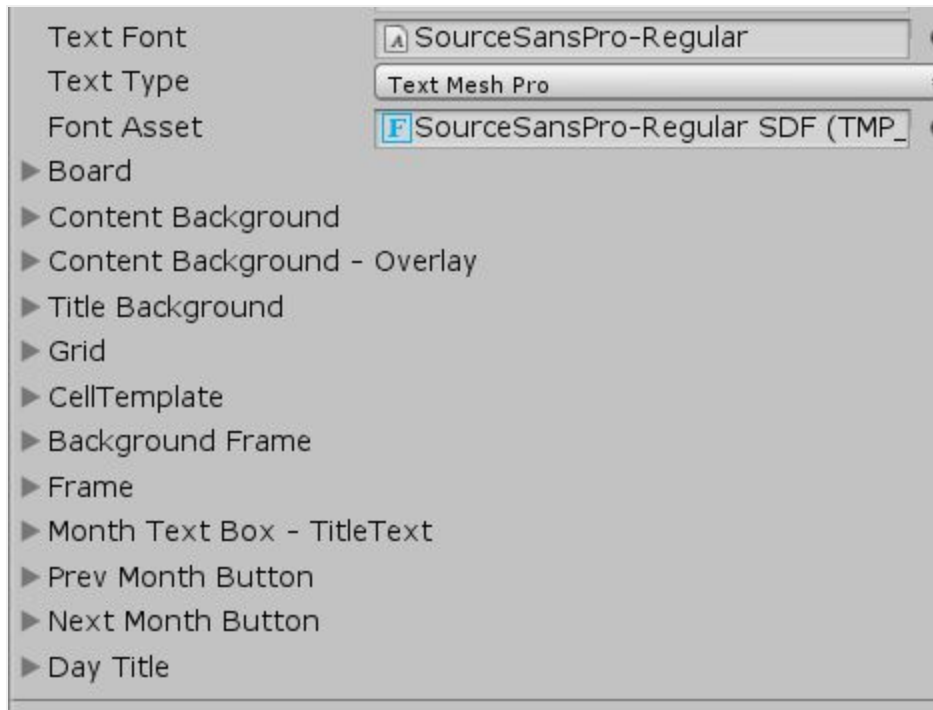 Text Font SourceSansPro-Regular
Text Type Text Mesh Pro
Font Asset SourceSansPro-Regular SDF (TMP_
Board
Content Background
Content Background - Overlay
Title Background
Grid
CellTemplate
Background Frame
Frame
Month Text Box - TitleText
Prev Month Button
Next Month Button
Day Title